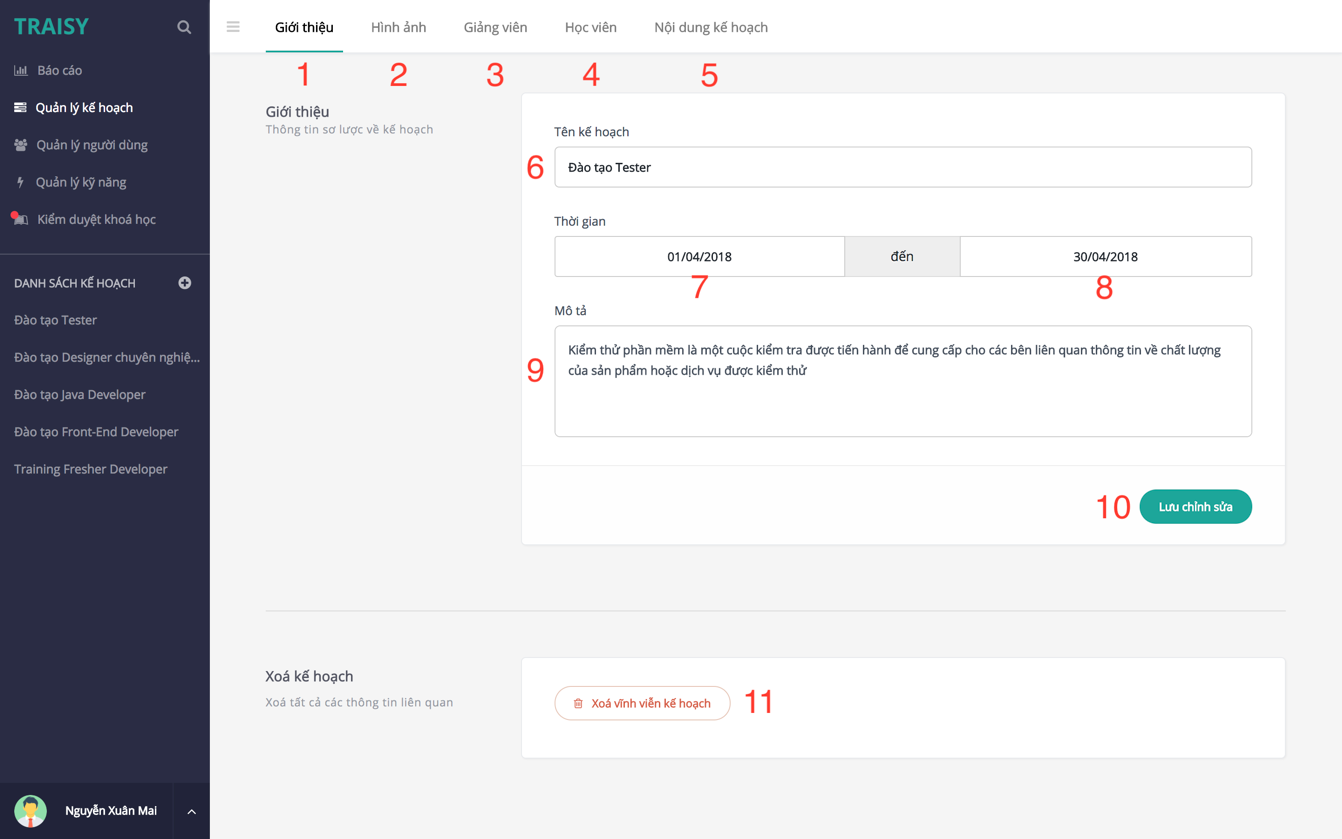 TRAISY
Báo cáo
Quản lý kế hoạch
Quản lý người dùng
Quản lý kỹ năng
Kiểm duyệt khoá học
DANH SÁCH KẾ HOẠCH
Đào tạo Tester
Đào tạo Designer chuyên nghiệ...
Đào tạo Java Developer
Đào tạo Front-End Developer
Training Fresher Developer
Nguyễn Xuân Mai
Giới thiệu Hình ảnh Giảng viên Học viên Nội dung kế hoạch
1 2 3 4 5
Giới thiệu
Thông tin sơ lược về kế hoạch
Tên kế hoạch
6 Đào tạo Tester
Thời gian
01/04/2018 đến 30/04/2018
7 8
Mô tả
9
Kiểm thử phần mềm là một cuộc kiểm tra được tiến hành để cung cấp cho các bên liên quan thông tin về chất lượng
của sản phẩm hoặc dịch vụ được kiểm thử
10 Lưu chỉnh sửa
Xoá kế hoạch
Xoá tất cả các thông tin liên quan
Xoá vĩnh viễn kế hoạch 11